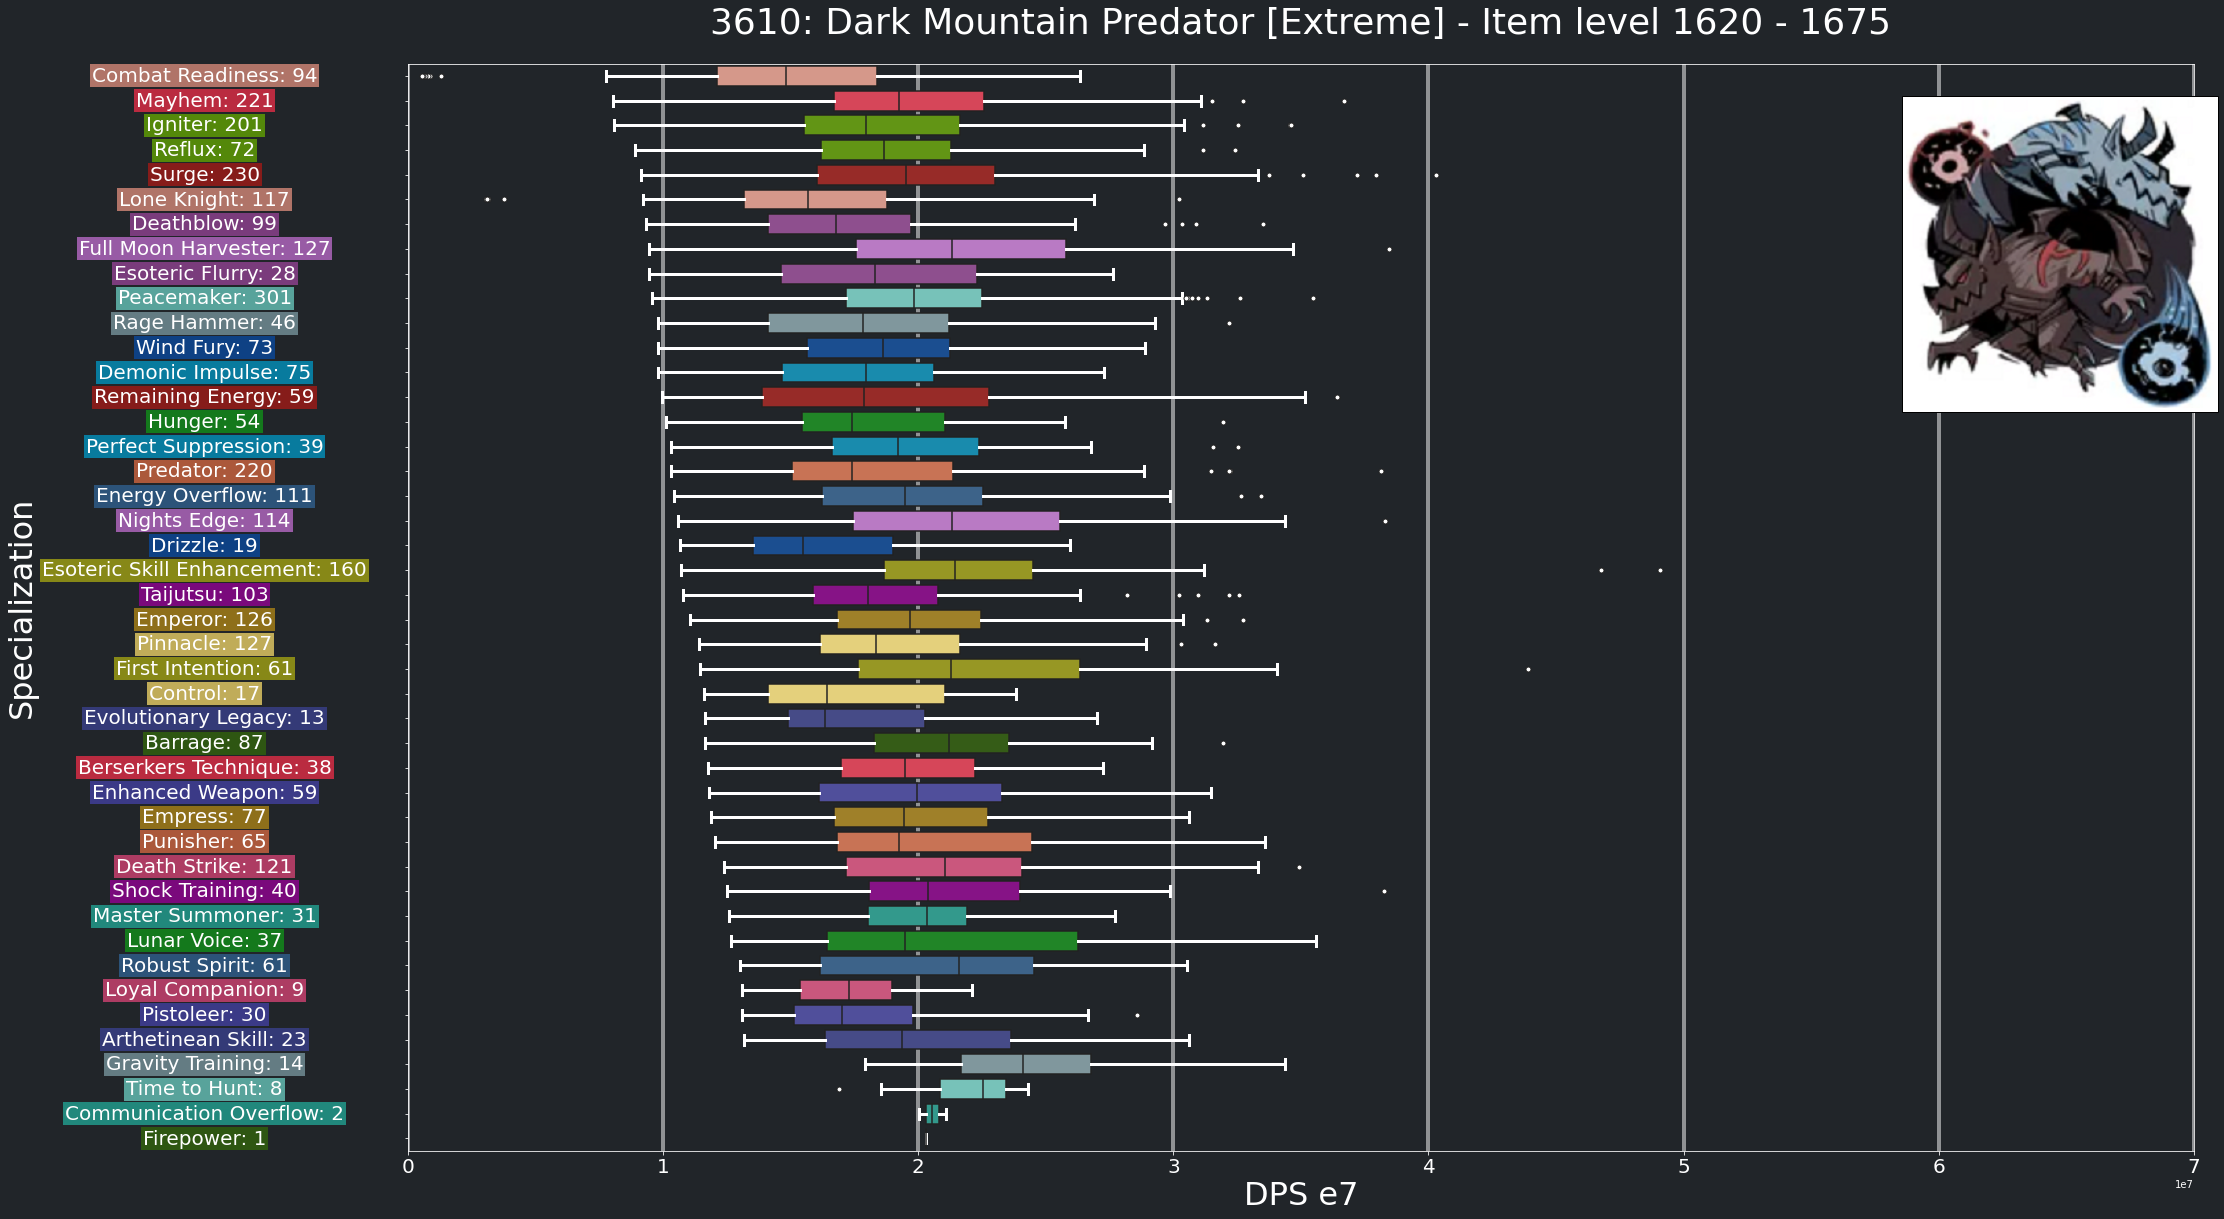 3610: Dark Mountain Predator [Extreme] - Item level 1620 - 1675
Specialization
Combat Readiness: 94
Mayhem: 221
Igniter: 201
Reflux: 72
Surge: 230
Lone Knight: 117
Deathblow: 99
Full Moon Harvester: 127
Esoteric Flurry: 28
Peacemaker: 301
Rage Hammer: 46
Wind Fury: 73
Demonic Impulse: 75
Remaining Energy: 59
Hunger: 54
Perfect Suppression: 39
Predator: 220
Energy Overflow: 111
Nights Edge: 114
Drizzle: 19
Esoteric Skill Enhancement: 160
Taijutsu: 103
Emperor: 126
Pinnacle: 127
First Intention: 61
Control: 17
Evolutionary Legacy: 13
Barrage: 87
Berserkers Technique: 38
Enhanced Weapon: 59
Empress: 77
Punisher: 65
Death Strike: 121
Shock Training: 40
Master Summoner: 31
Lunar Voice: 37
Robust Spirit: 61
Loyal Companion: 9
Pistoleer: 30
Arthetinean Skill: 23
Gravity Training: 14
Time to Hunt: 8
Communication Overflow: 2
Firepower: 1
0 1 2 3 4 5 6 7
DPS e7
1e7